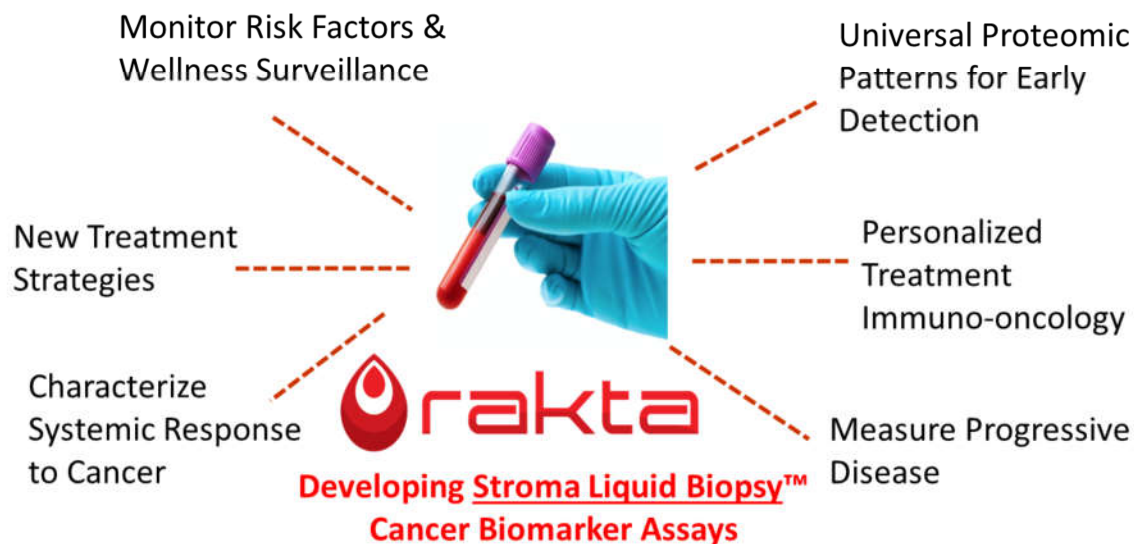 Monitor Risk Factors &
Wellness Surveillance
Universal Proteomic
Patterns for Early
Detection
New Treatment
Strategies
Personalized
Treatment
Immuno-oncology
Characterize
Systemic Response
to Cancer
rakta
Measure Progressive
Disease
Developing Stroma Liquid Biopsy™
Cancer Biomarker Assays